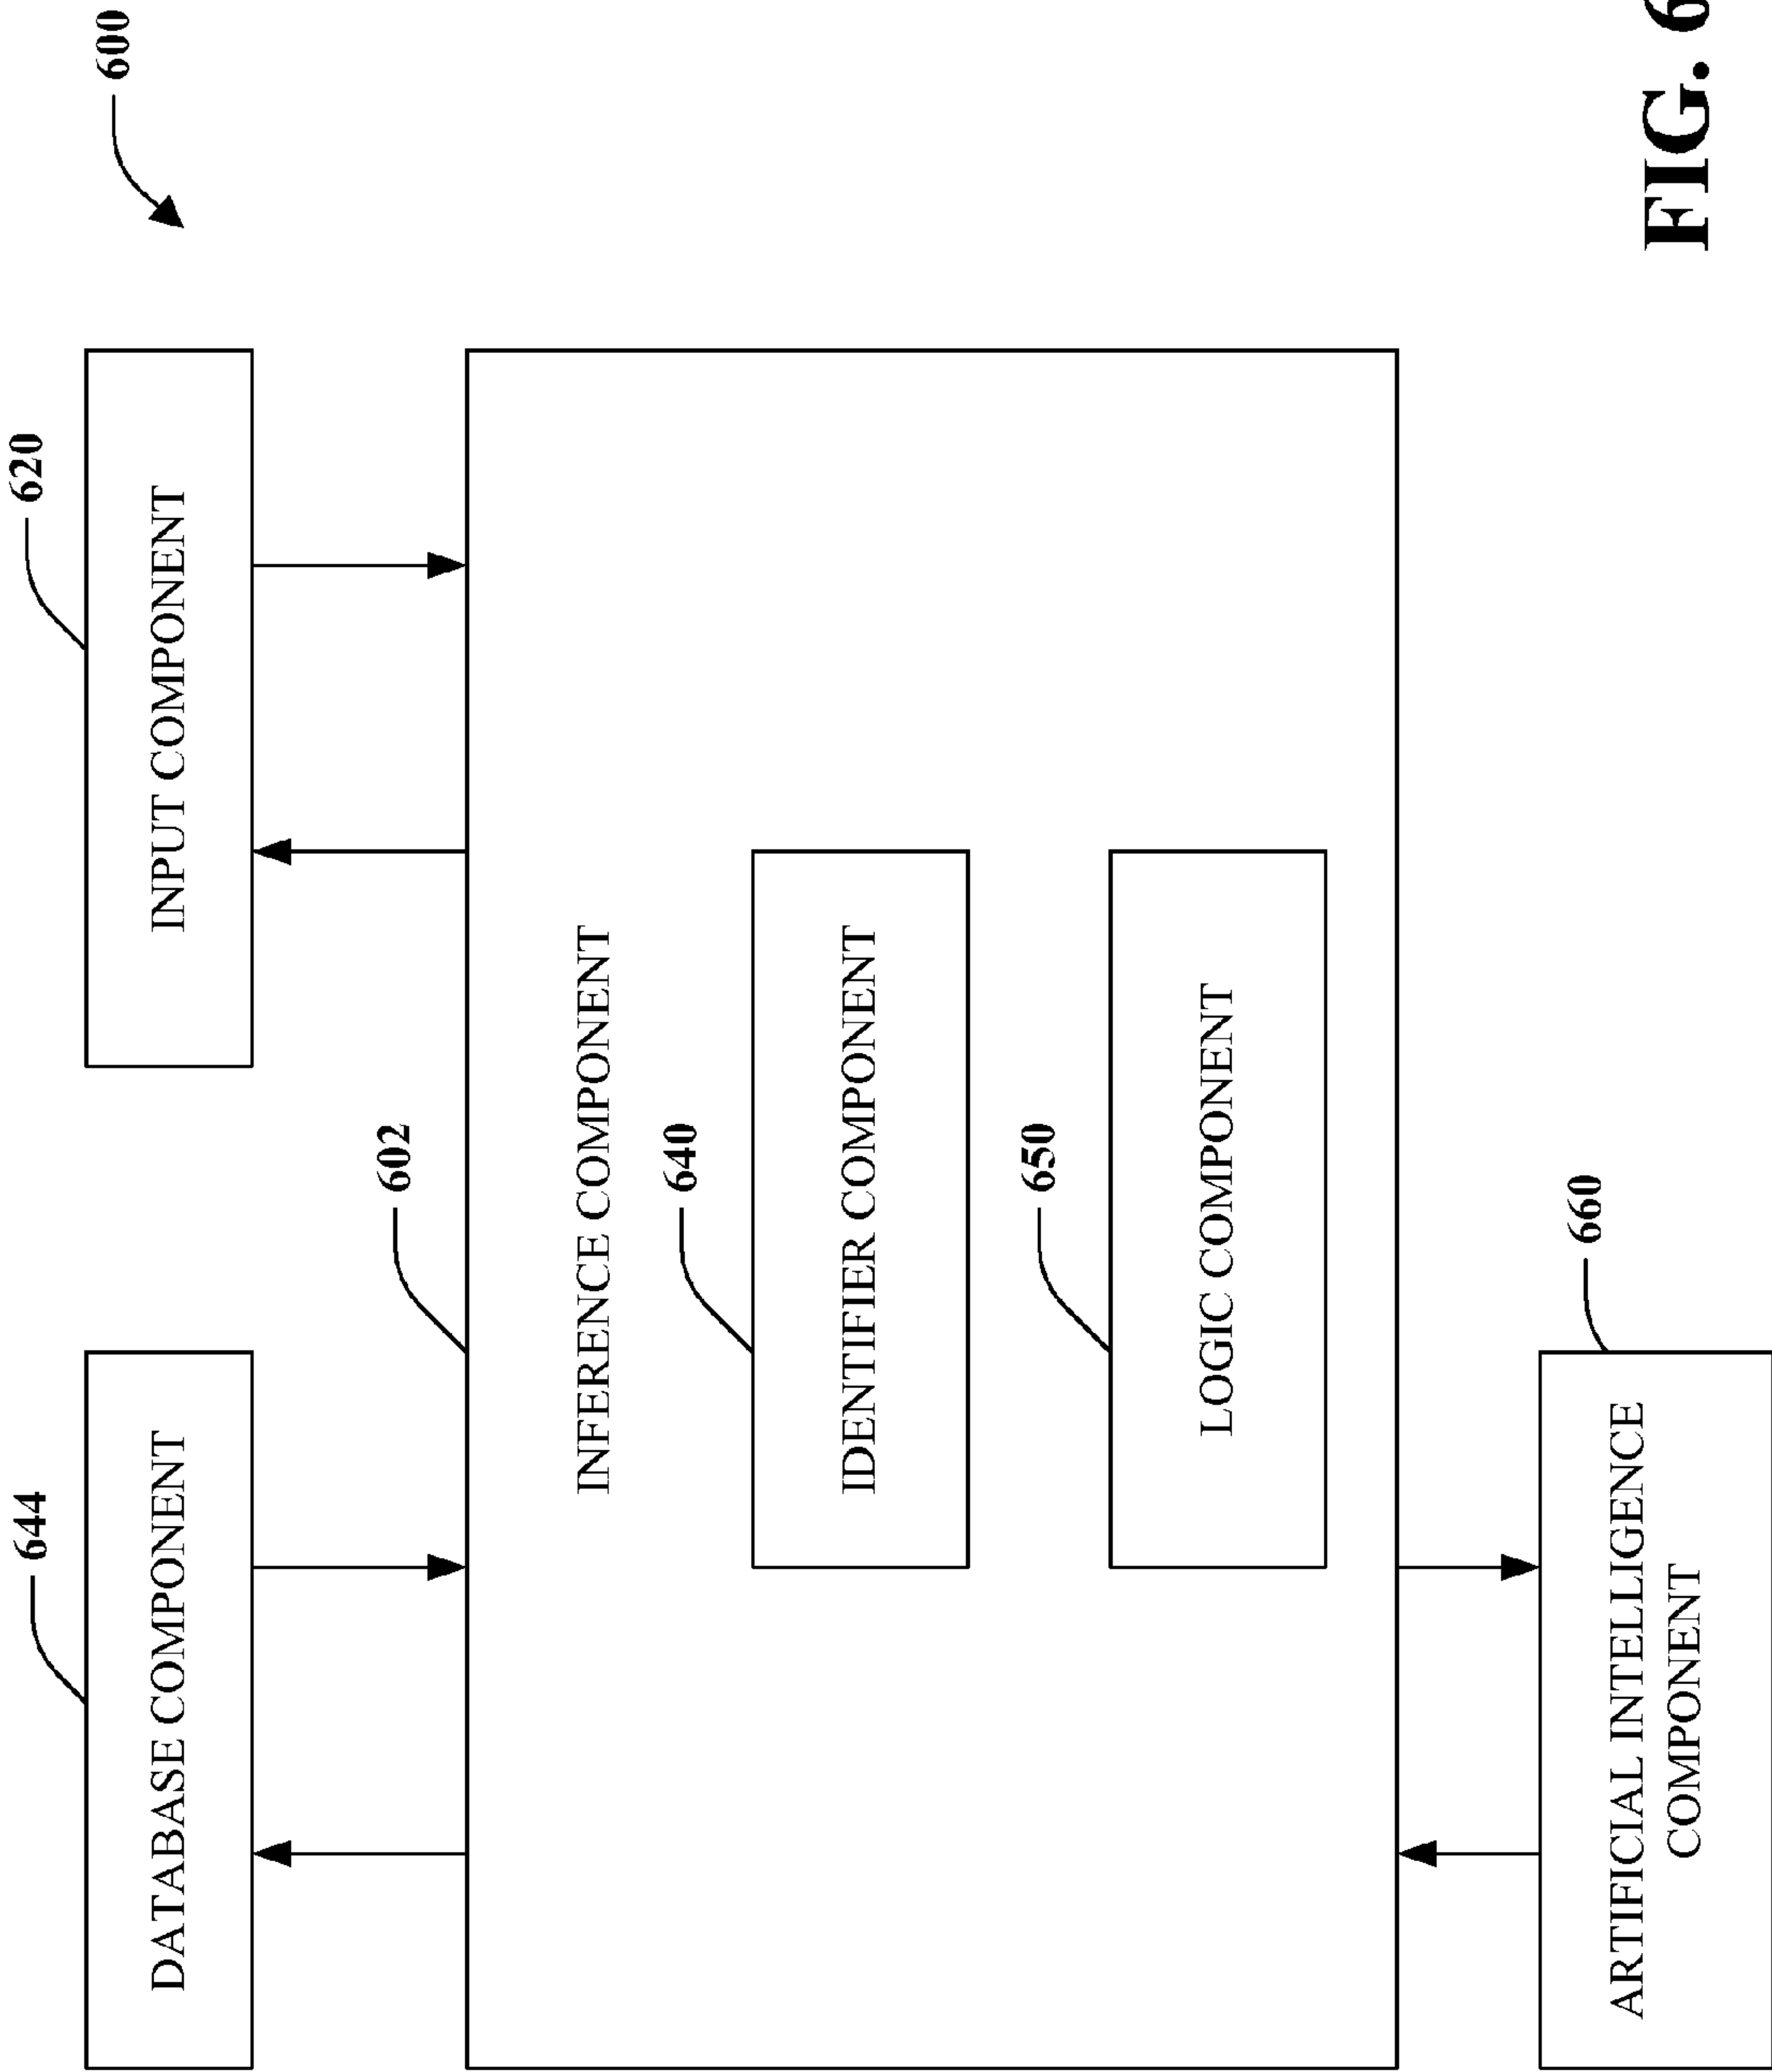 644
620
600
DATABASE COMPONENT
INPUT COMPONENT
602
INFERENCE COMPONENT
640
IDENTIFIER COMPONENT
650
LOGIC COMPONENT
660
ARTIFICIAL INTELLIGENCE
COMPONENT
FIG. 6